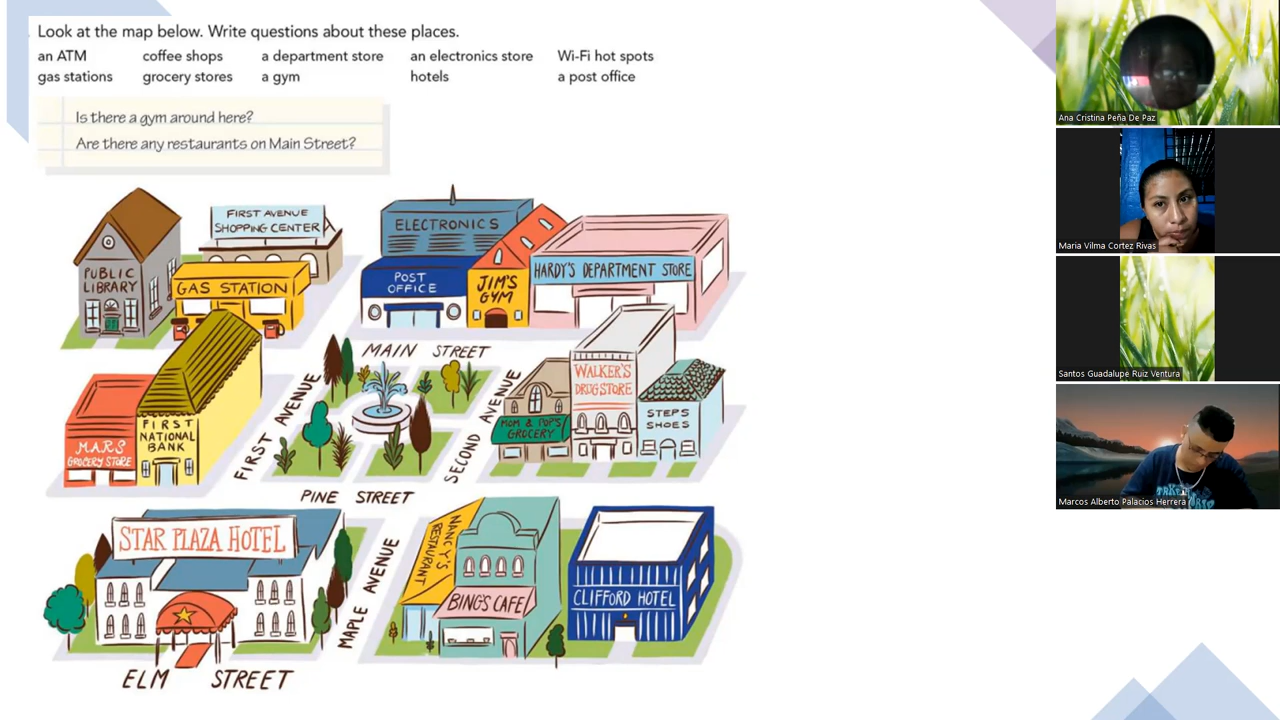 Look at the map below. Write questions about these places.
an ATM coffee shops a department store an electronics store Wi-Fi hot spots
gas stations grocery stores a gym hotels a post office
Is there a gym around here?
Are there any restaurants on Main Street?
PUBLIC
LIBRARY
FIRST AVENUE
SHOPPING CENTER
GAS STATION
ELECTRONICS
POST
OFFICE
JIM'S
GYM
HARDY'S DEPARTMENT STORE
MAIN STREET
MARS
GROCERY STORE
FIRST
NATIONAL
BANK
FIRST AVENUE
SECOND AVENUE
MOM & POP'S
GROCERY
WALKER'S
DRUG STORE
STEPS
SHOES
PINE STREET
STAR PLAZA HOTEL
MAPLE AVENUE
NANCY'S
RESTAURANT
BING'S CAFE
CLIFFORD HOTEL
ELM STREET
Ana Cristina Peña De Paz
Maria Vilma Cortez Rivas
Santos Guadalupe Ruiz Ventura
Marcos Alberto Palacios Herrera